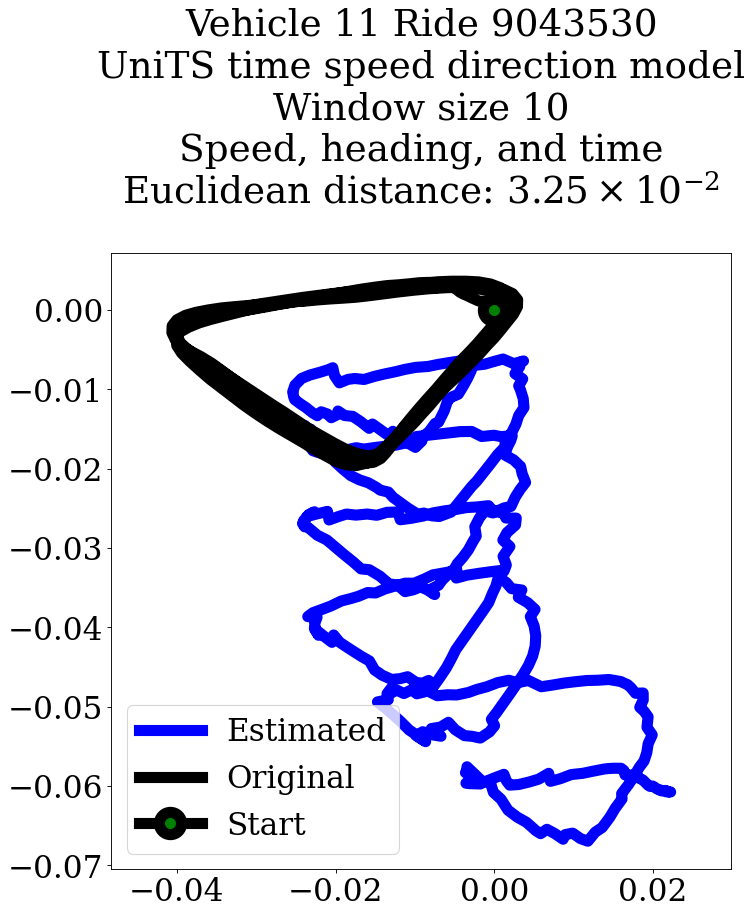 Vehicle 11 Ride 9043530
UniTS time speed direction model
Window size 10
Speed, heading, and time
Euclidean distance: 3.25 × 10⁻²
0.00
−0.01
−0.02
−0.03
−0.04
−0.05
−0.06
−0.07
Estimated
Original
Start
−0.04 −0.02 0.00 0.02